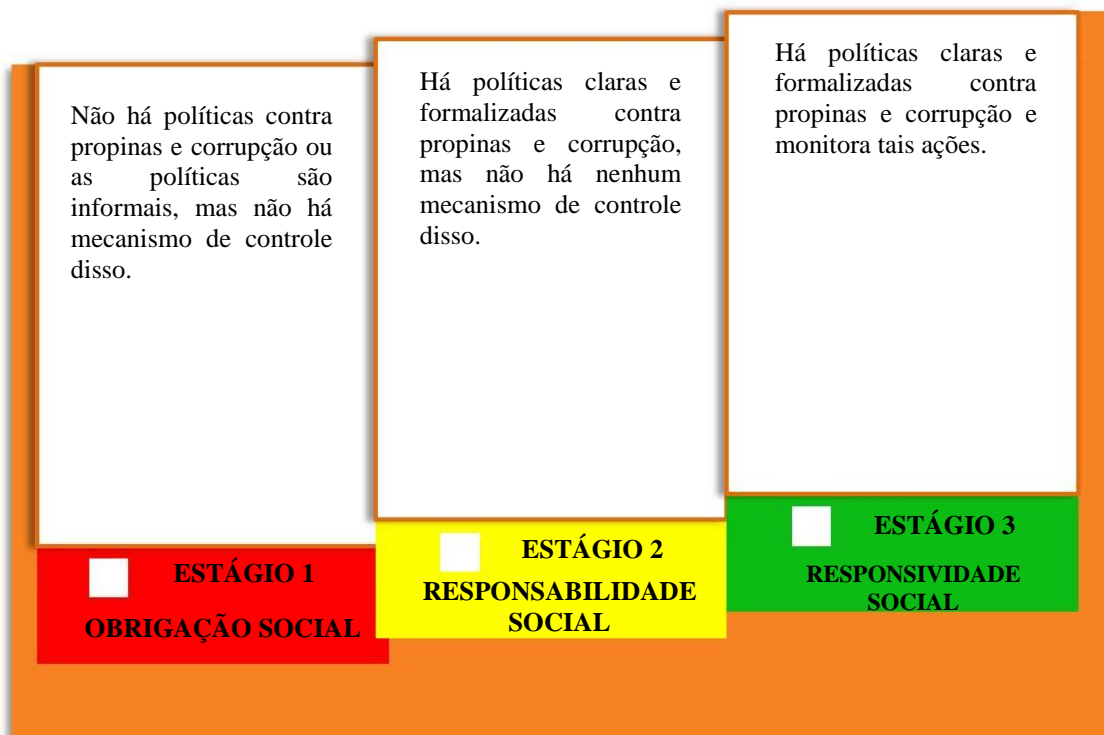 Não há políticas contra
propinas e corrupção ou
as políticas são
informais, mas não há
mecanismo de controle
disso.
ESTÁGIO 1
OBRIGAÇÃO SOCIAL
Há políticas claras e
formalizadas contra
propinas e corrupção,
mas não há nenhum
mecanismo de controle
disso.
ESTÁGIO 2
RESPONSABILIDADE
SOCIAL
Há políticas claras e
formalizadas contra
propinas e corrupção e
monitora tais ações.
ESTÁGIO 3
RESPONSIVIDADE
SOCIAL